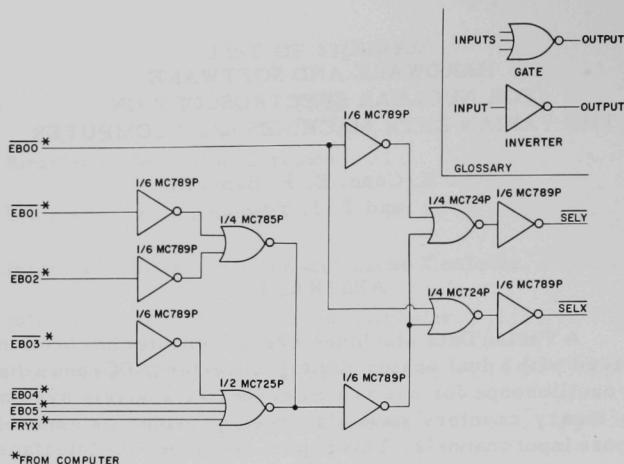 INPUTS
OUTPUT
GATE
INPUT
OUTPUT
INVERTER
GLOSSARY
1/6 MC789P
EB00*
1/6 MC789P
EB01*
1/4 MC785P
1/4 MC724P
1/6 MC789P
SELY
1/6 MC789P
EB02*
1/6 MC789P
1/4 MC724P
1/6 MC789P
SELX
EB03*
1/2 MC725P
1/6 MC789P
EB04*
EB05*
FRYX*
*FROM COMPUTER